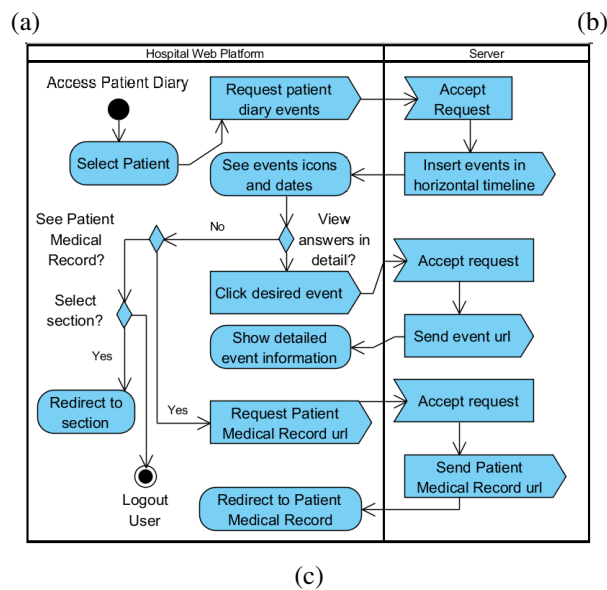 (a)
(b)
Hospital Web Platform
Server
Access Patient Diary
Request patient
diary events
Accept
Request
Select Patient
See events icons
and dates
Insert events in
horizontal timeline
See Patient
Medical
Record?
No
View
answers in
detail?
Accept request
Click desired event
Select
section?
Show detailed
event information
Send event url
Yes
Redirect to
section
Yes
Request Patient
Medical Record url
Accept request
Send Patient
Medical Record url
Logout
User
Redirect to Patient
Medical Record
(c)